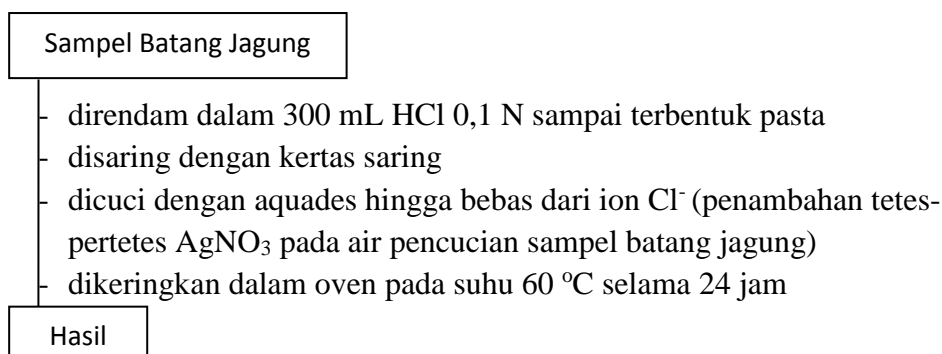 Sampel Batang Jagung
- direndam dalam 300 mL HCl 0,1 N sampai terbentuk pasta
- disaring dengan kertas saring
- dicuci dengan aquades hingga bebas dari ion Cl⁻ (penambahan tetes-
pertetes AgNO₃ pada air pencucian sampel batang jagung)
- dikeringkan dalam oven pada suhu 60 ᵒC selama 24 jam
Hasil